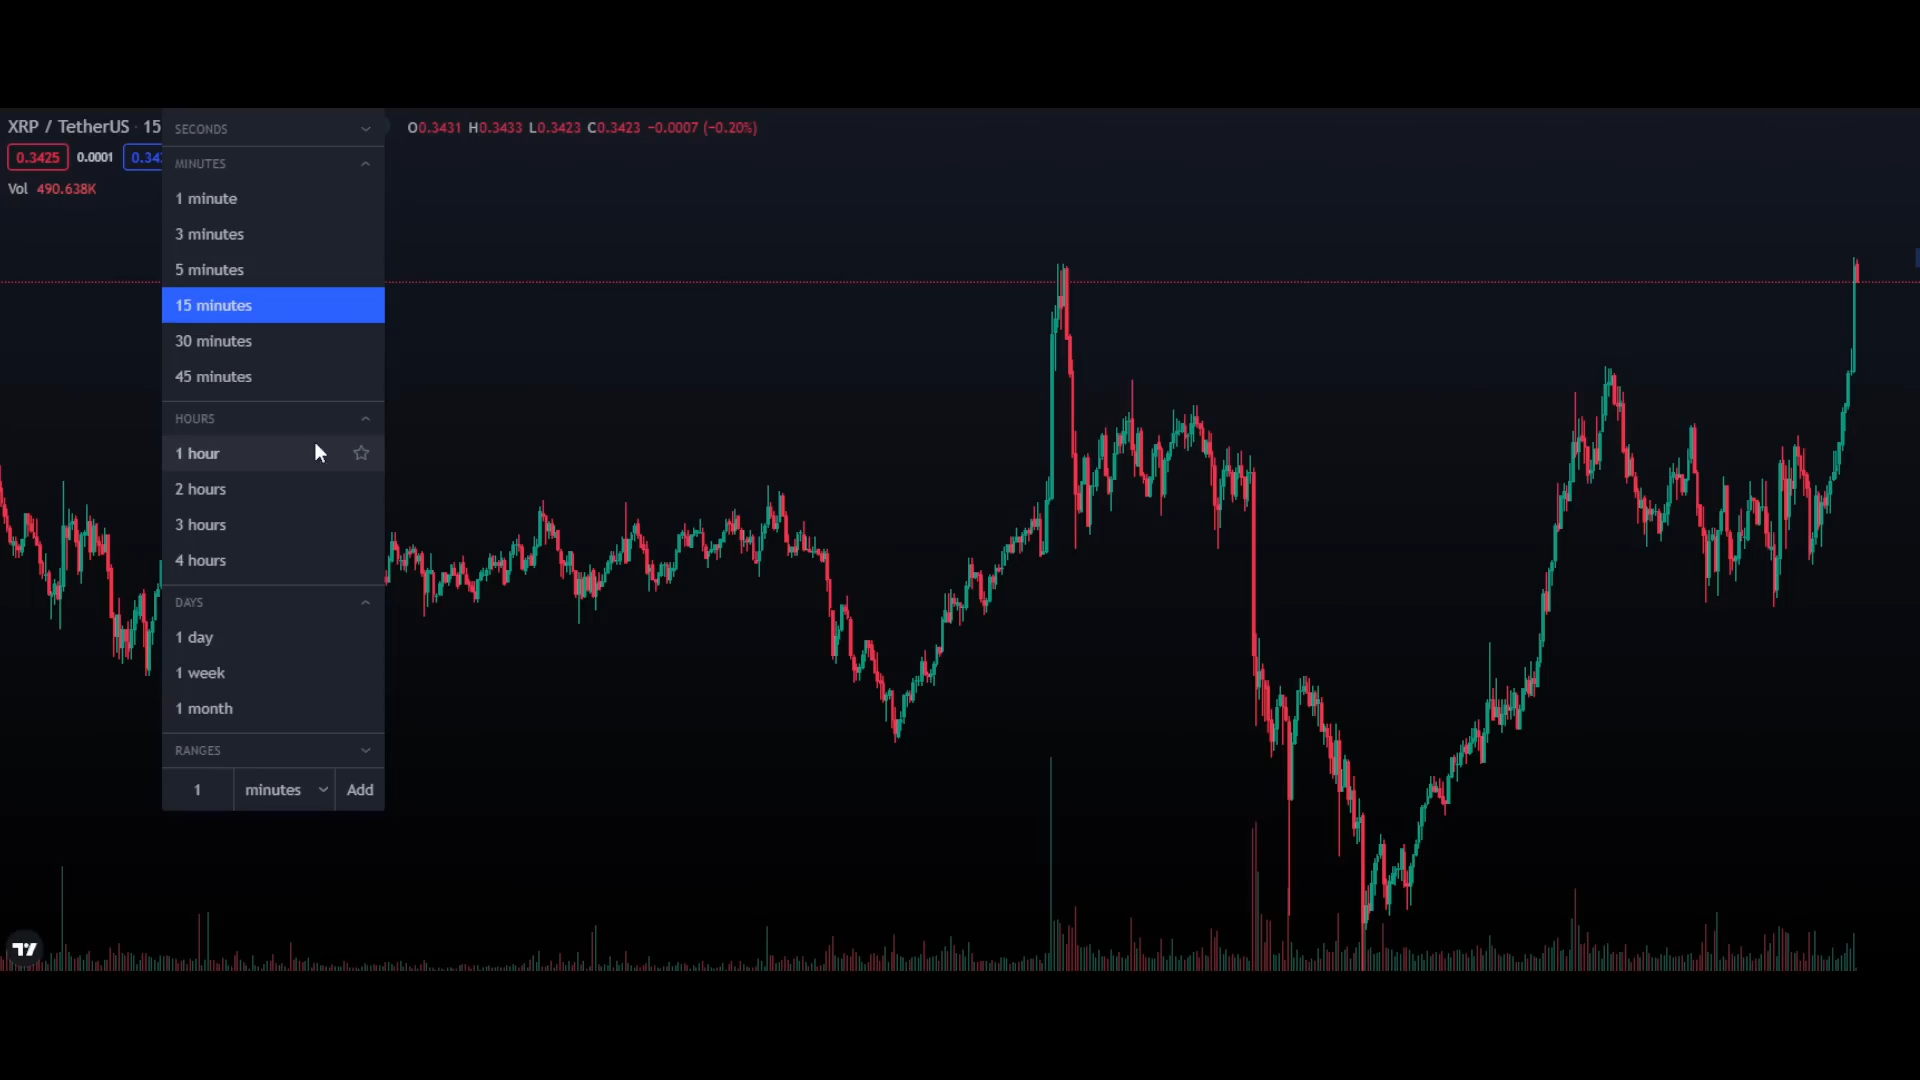 XRP / TetherUS · 15
O0.3431 H0.3433 L0.3423 C0.3423 −0.0007 (−0.20%)
0.3425 0.0001 0.34
Vol 490.638K
SECONDS
MINUTES
1 minute
3 minutes
5 minutes
15 minutes
30 minutes
45 minutes
HOURS
1 hour
2 hours
3 hours
4 hours
DAYS
1 day
1 week
1 month
RANGES
1 minutes Add